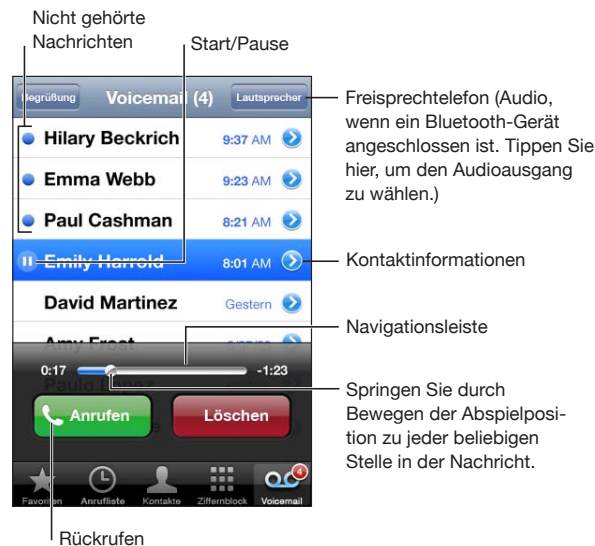 Nicht gehörte
Nachrichten
Start/Pause
Begrüßung Voicemail (4) Lautsprecher
Hilary Beckrich 9:37 AM
Emma Webb 9:23 AM
Paul Cashman 8:21 AM
Emily Harrold 8:01 AM
David Martinez Gestern
Amy Frost
0:17 -1:23
Anrufen Löschen
Favoriten Anrufliste Kontakte Ziffernblock Voicemail
4
Freisprechtelefon (Audio,
wenn ein Bluetooth-Gerät
angeschlossen ist. Tippen Sie
hier, um den Audioausgang
zu wählen.)
Kontaktinformationen
Navigationsleiste
Springen Sie durch
Bewegen der Abspielposi-
tion zu jeder beliebigen
Stelle in der Nachricht.
Rückrufen